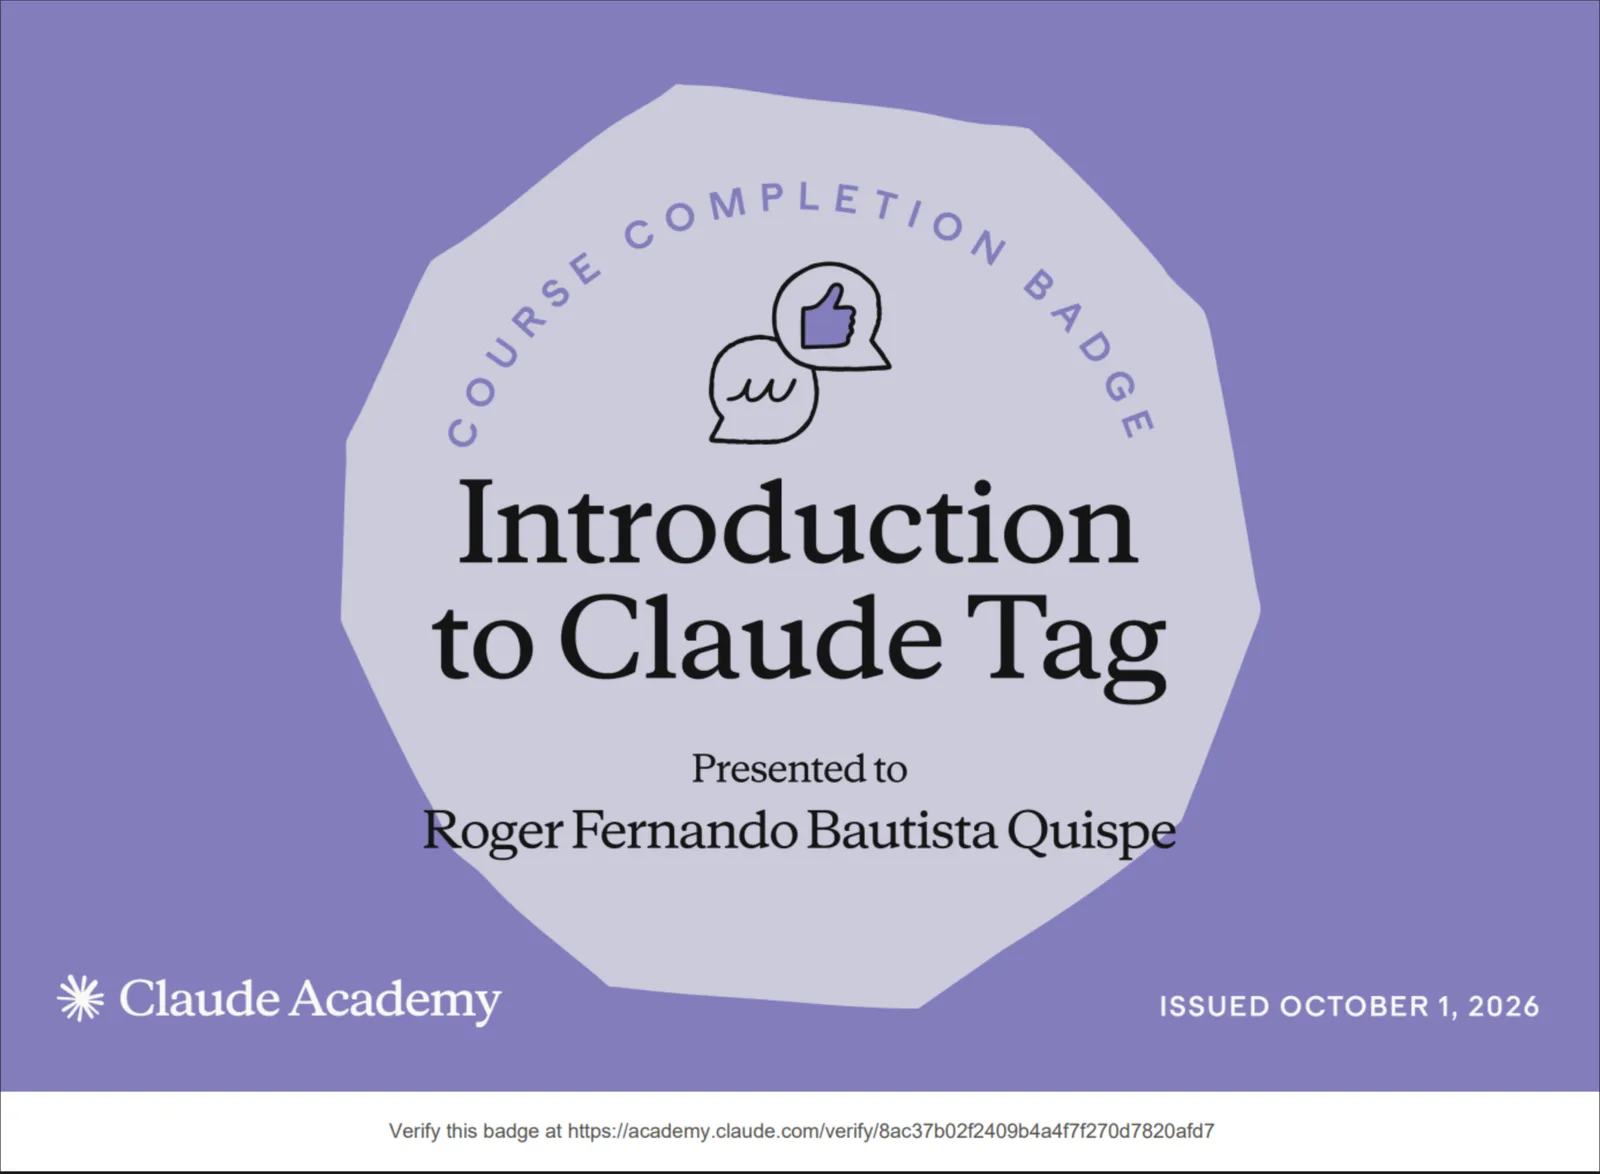 COURSE COMPLETION BADGE
Introduction
to Claude Tag
Presented to
Roger Fernando Bautista Quispe
Claude Academy
ISSUED OCTOBER 1, 2026
Verify this badge at https://academy.claude.com/verify/8ac37b02f2409b4a4f7f270d7820afd7